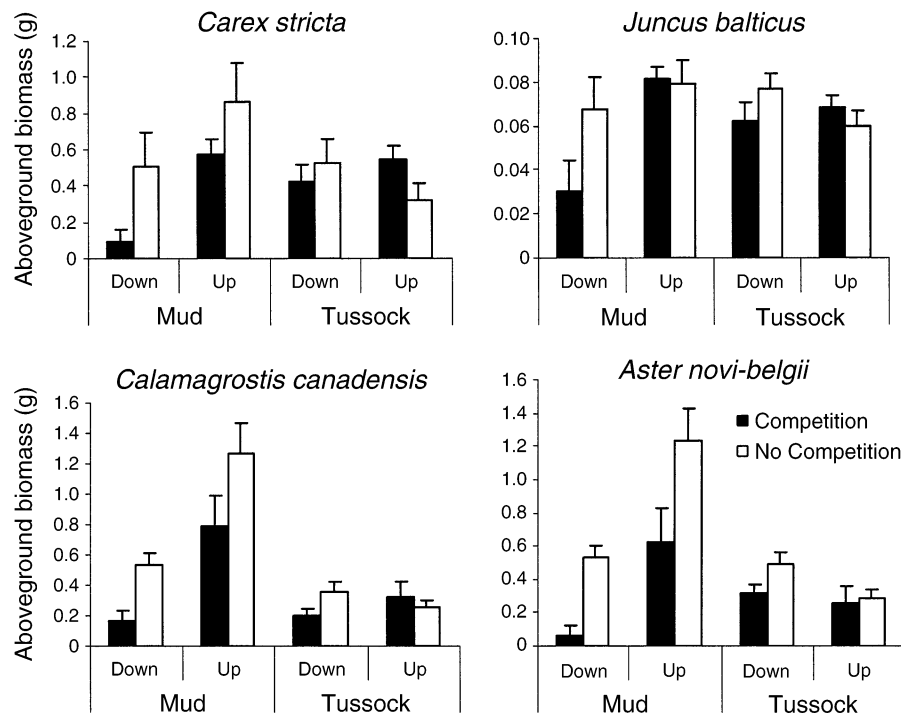 Carex stricta
Aboveground biomass (g)
1.2
1.0
0.8
0.6
0.4
0.2
0
Down Up Down Up
Mud Tussock
Juncus balticus
0.10
0.08
0.06
0.04
0.02
0
Down Up Down Up
Mud Tussock
Calamagrostis canadensis
Aboveground biomass (g)
1.6
1.4
1.2
1.0
0.8
0.6
0.4
0.2
0
Down Up Down Up
Mud Tussock
Aster novi-belgii
1.6
1.4
1.2
1.0
0.8
0.6
0.4
0.2
0
Competition
No Competition
Down Up Down Up
Mud Tussock